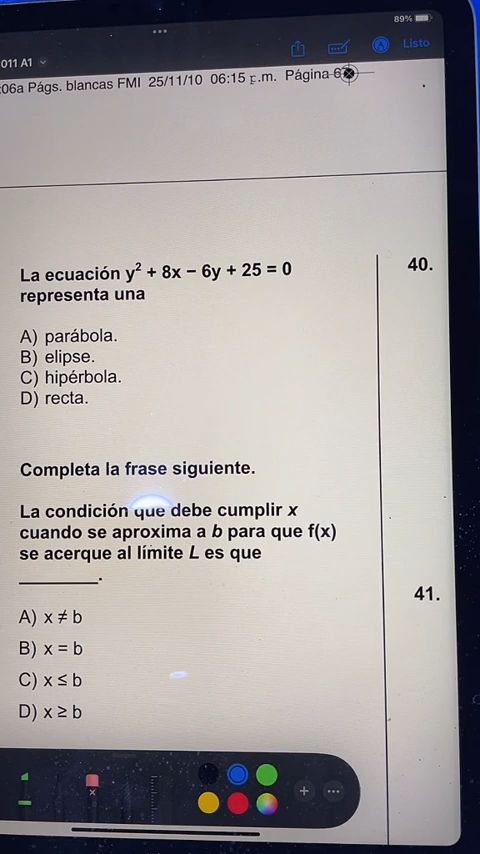 89%
011 A1
Listo
:06a Págs. blancas FMI 25/11/10 06:15 p.m. Página 6
La ecuación y² + 8x − 6y + 25 = 0
representa una
A) parábola.
B) elipse.
C) hipérbola.
D) recta.
Completa la frase siguiente.
La condición que debe cumplir x
cuando se aproxima a b para que f(x)
se acerque al límite L es que
________.
A) x ≠ b
B) x = b
C) x ≤ b
D) x ≥ b
40.
41.